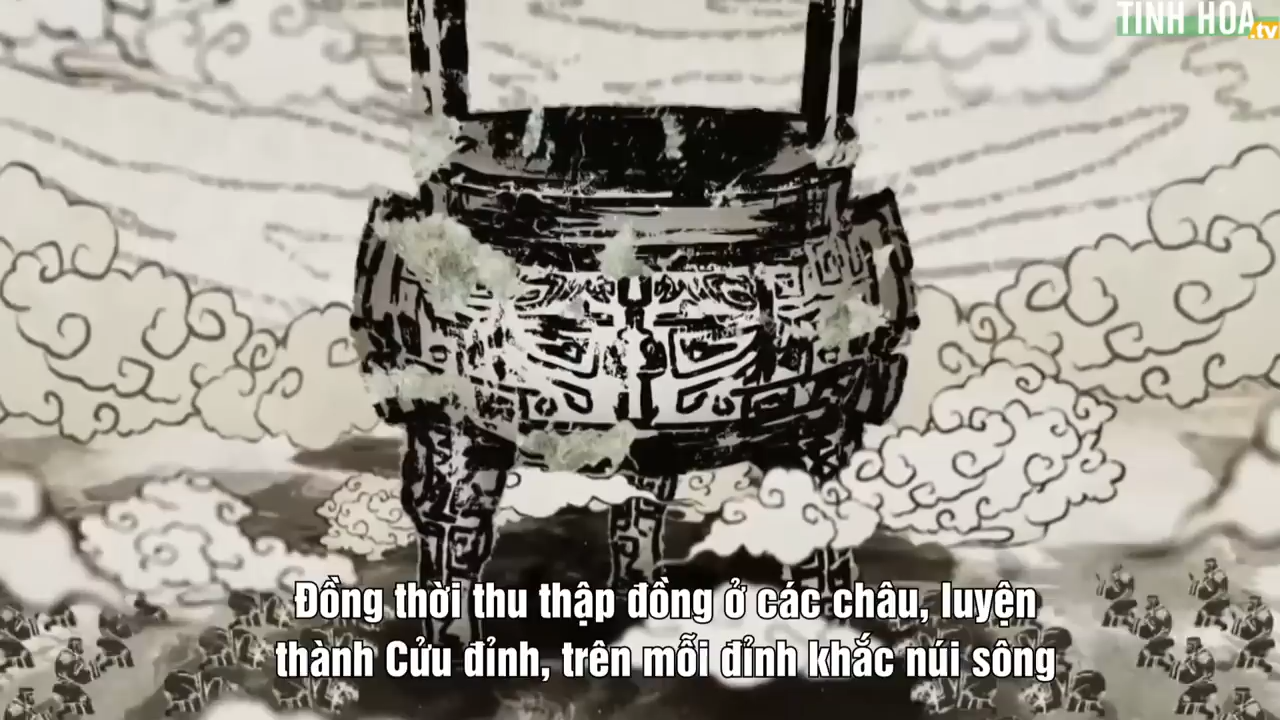 TINH HOA.tv
Đồng thời thu thập đồng ở các châu, luyện
thành Cửu đỉnh, trên mỗi đỉnh khắc núi sông